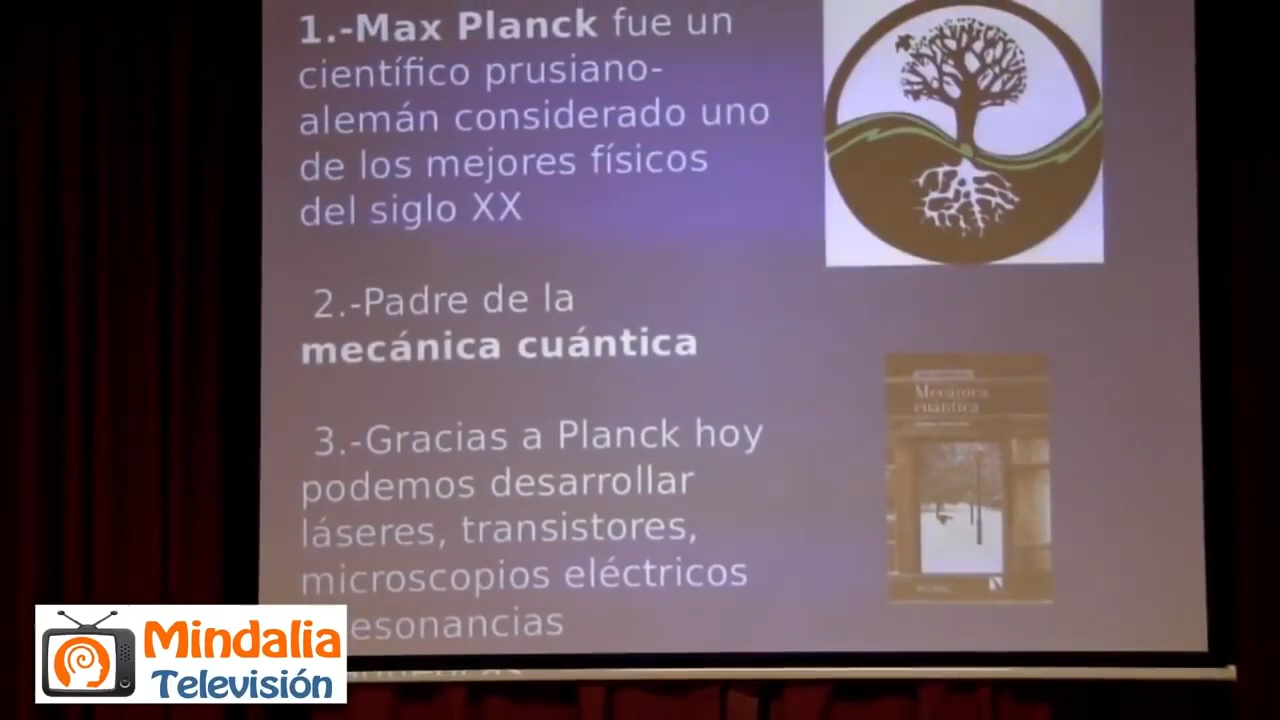 1.-Max Planck fue un
científico prusiano-
alemán considerado uno
de los mejores físicos
del siglo XX
2.-Padre de la
mecánica cuántica
3.-Gracias a Planck hoy
podemos desarrollar
láseres, transistores,
microscopios eléctricos
esonancias
Mecánica
cuántica
Mindalia
Televisión